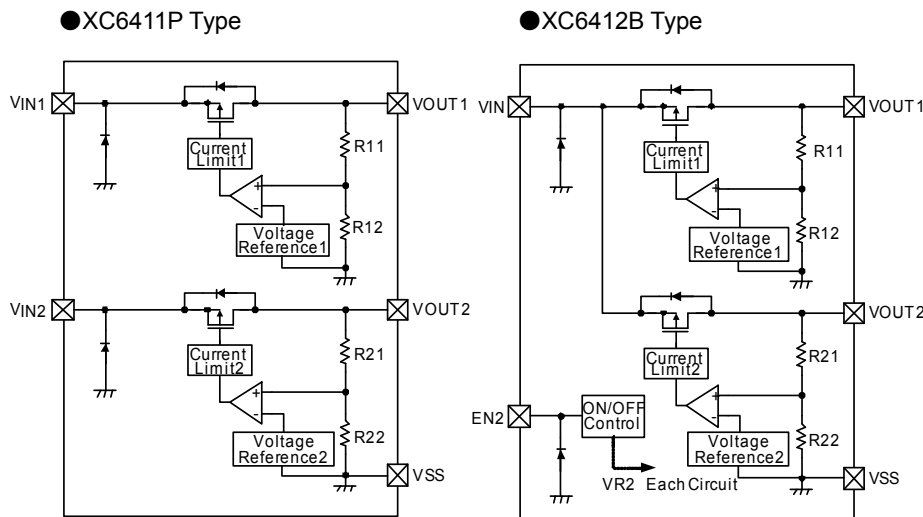 ●XC6411P Type
VIN1
VOUT1
Current
Limit1
R11
+
-
R12
Voltage
Reference1
VIN2
VOUT2
Current
Limit2
R21
+
-
R22
Voltage
Reference2
VSS
●XC6412B Type
VIN
VOUT1
Current
Limit1
R11
+
-
R12
Voltage
Reference1
VOUT2
Current
Limit2
R21
+
-
EN2
ON/OFF
Control
R22
Voltage
Reference2
VR2 Each Circuit
VSS